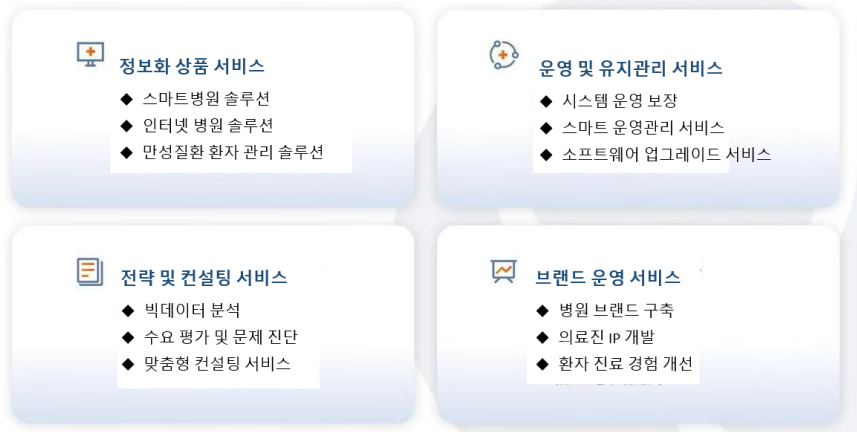 정보화 상품 서비스
◆ 스마트병원 솔루션
◆ 인터넷 병원 솔루션
◆ 만성질환 환자 관리 솔루션
운영 및 유지관리 서비스
◆ 시스템 운영 보장
◆ 스마트 운영관리 서비스
◆ 소프트웨어 업그레이드 서비스
전략 및 컨설팅 서비스
◆ 빅데이터 분석
◆ 수요 평가 및 문제 진단
◆ 맞춤형 컨설팅 서비스
브랜드 운영 서비스
◆ 병원 브랜드 구축
◆ 의료진 IP 개발
◆ 환자 진료 경험 개선